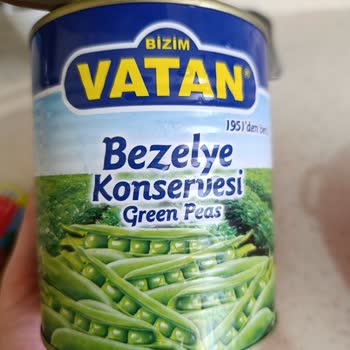 BİZİM
VATAN
1951'den beri
Bezelye
Konservesi
Green Peas